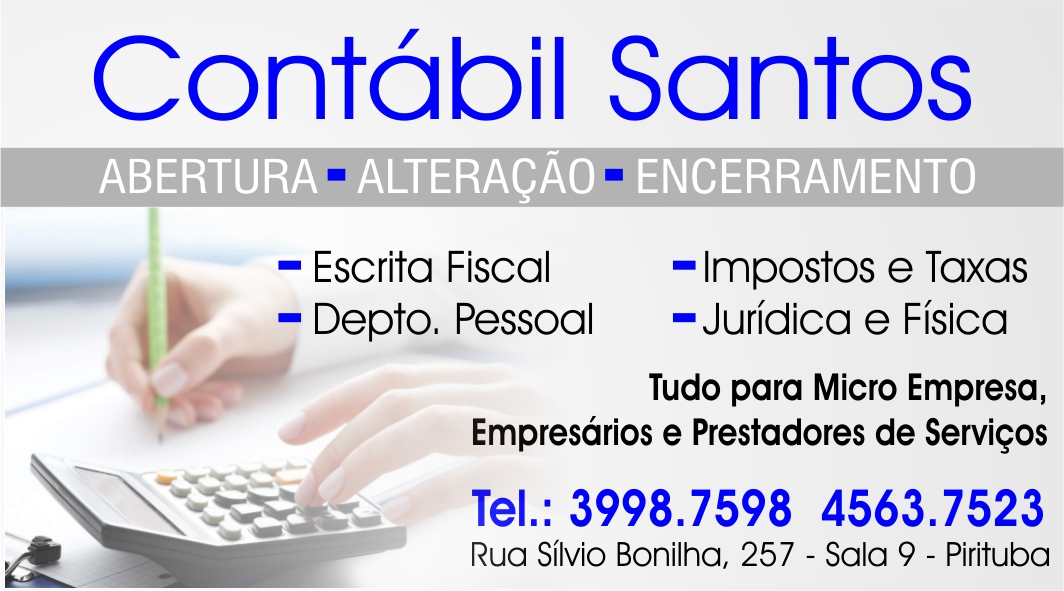 Contábil Santos
ABERTURA - ALTERAÇÃO - ENCERRAMENTO
- Escrita Fiscal
- Depto. Pessoal
- Impostos e Taxas
- Jurídica e Física
Tudo para Micro Empresa,
Empresários e Prestadores de Serviços
Tel.: 3998.7598 4563.7523
Rua Sílvio Bonilha, 257 - Sala 9 - Pirituba